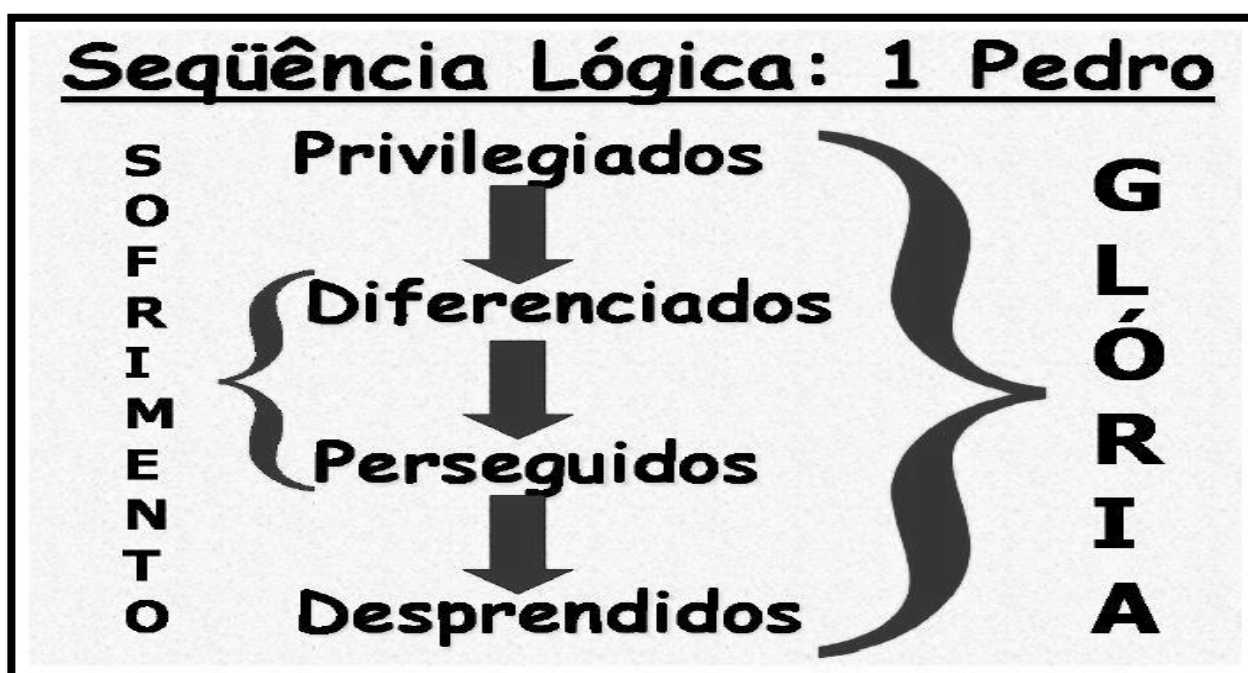 Seqüência Lógica: 1 Pedro
SOFRIMENTO
Privilegiados
Diferenciados
Perseguidos
Desprendidos
GLÓRIA